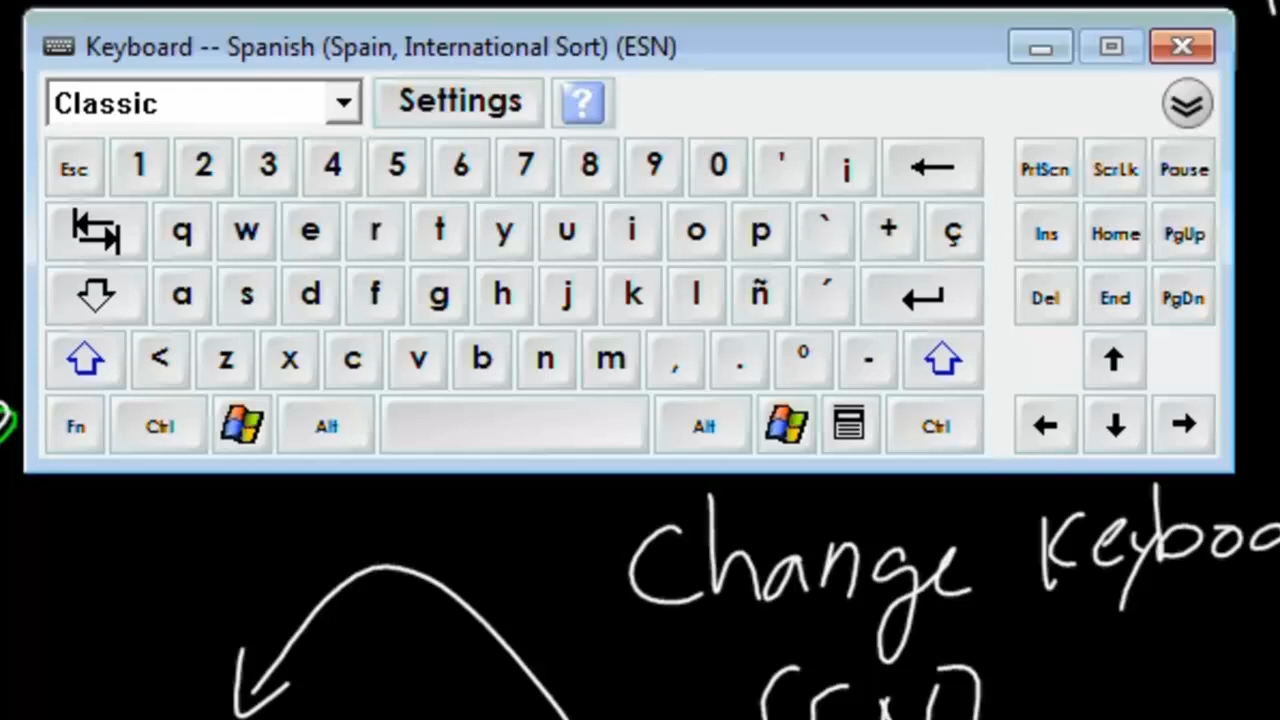 Keyboard -- Spanish (Spain, International Sort) (ESN)
Classic Settings ?
Esc 1 2 3 4 5 6 7 8 9 0 ' ¡ PrtScn ScrLk Pause
q w e r t y u i o p ` + ç Ins Home PgUp
a s d f g h j k l ñ ´ Del End PgDn
< z x c v b n m , . º -
Fn Ctrl Alt Alt Ctrl
Change Keyboa